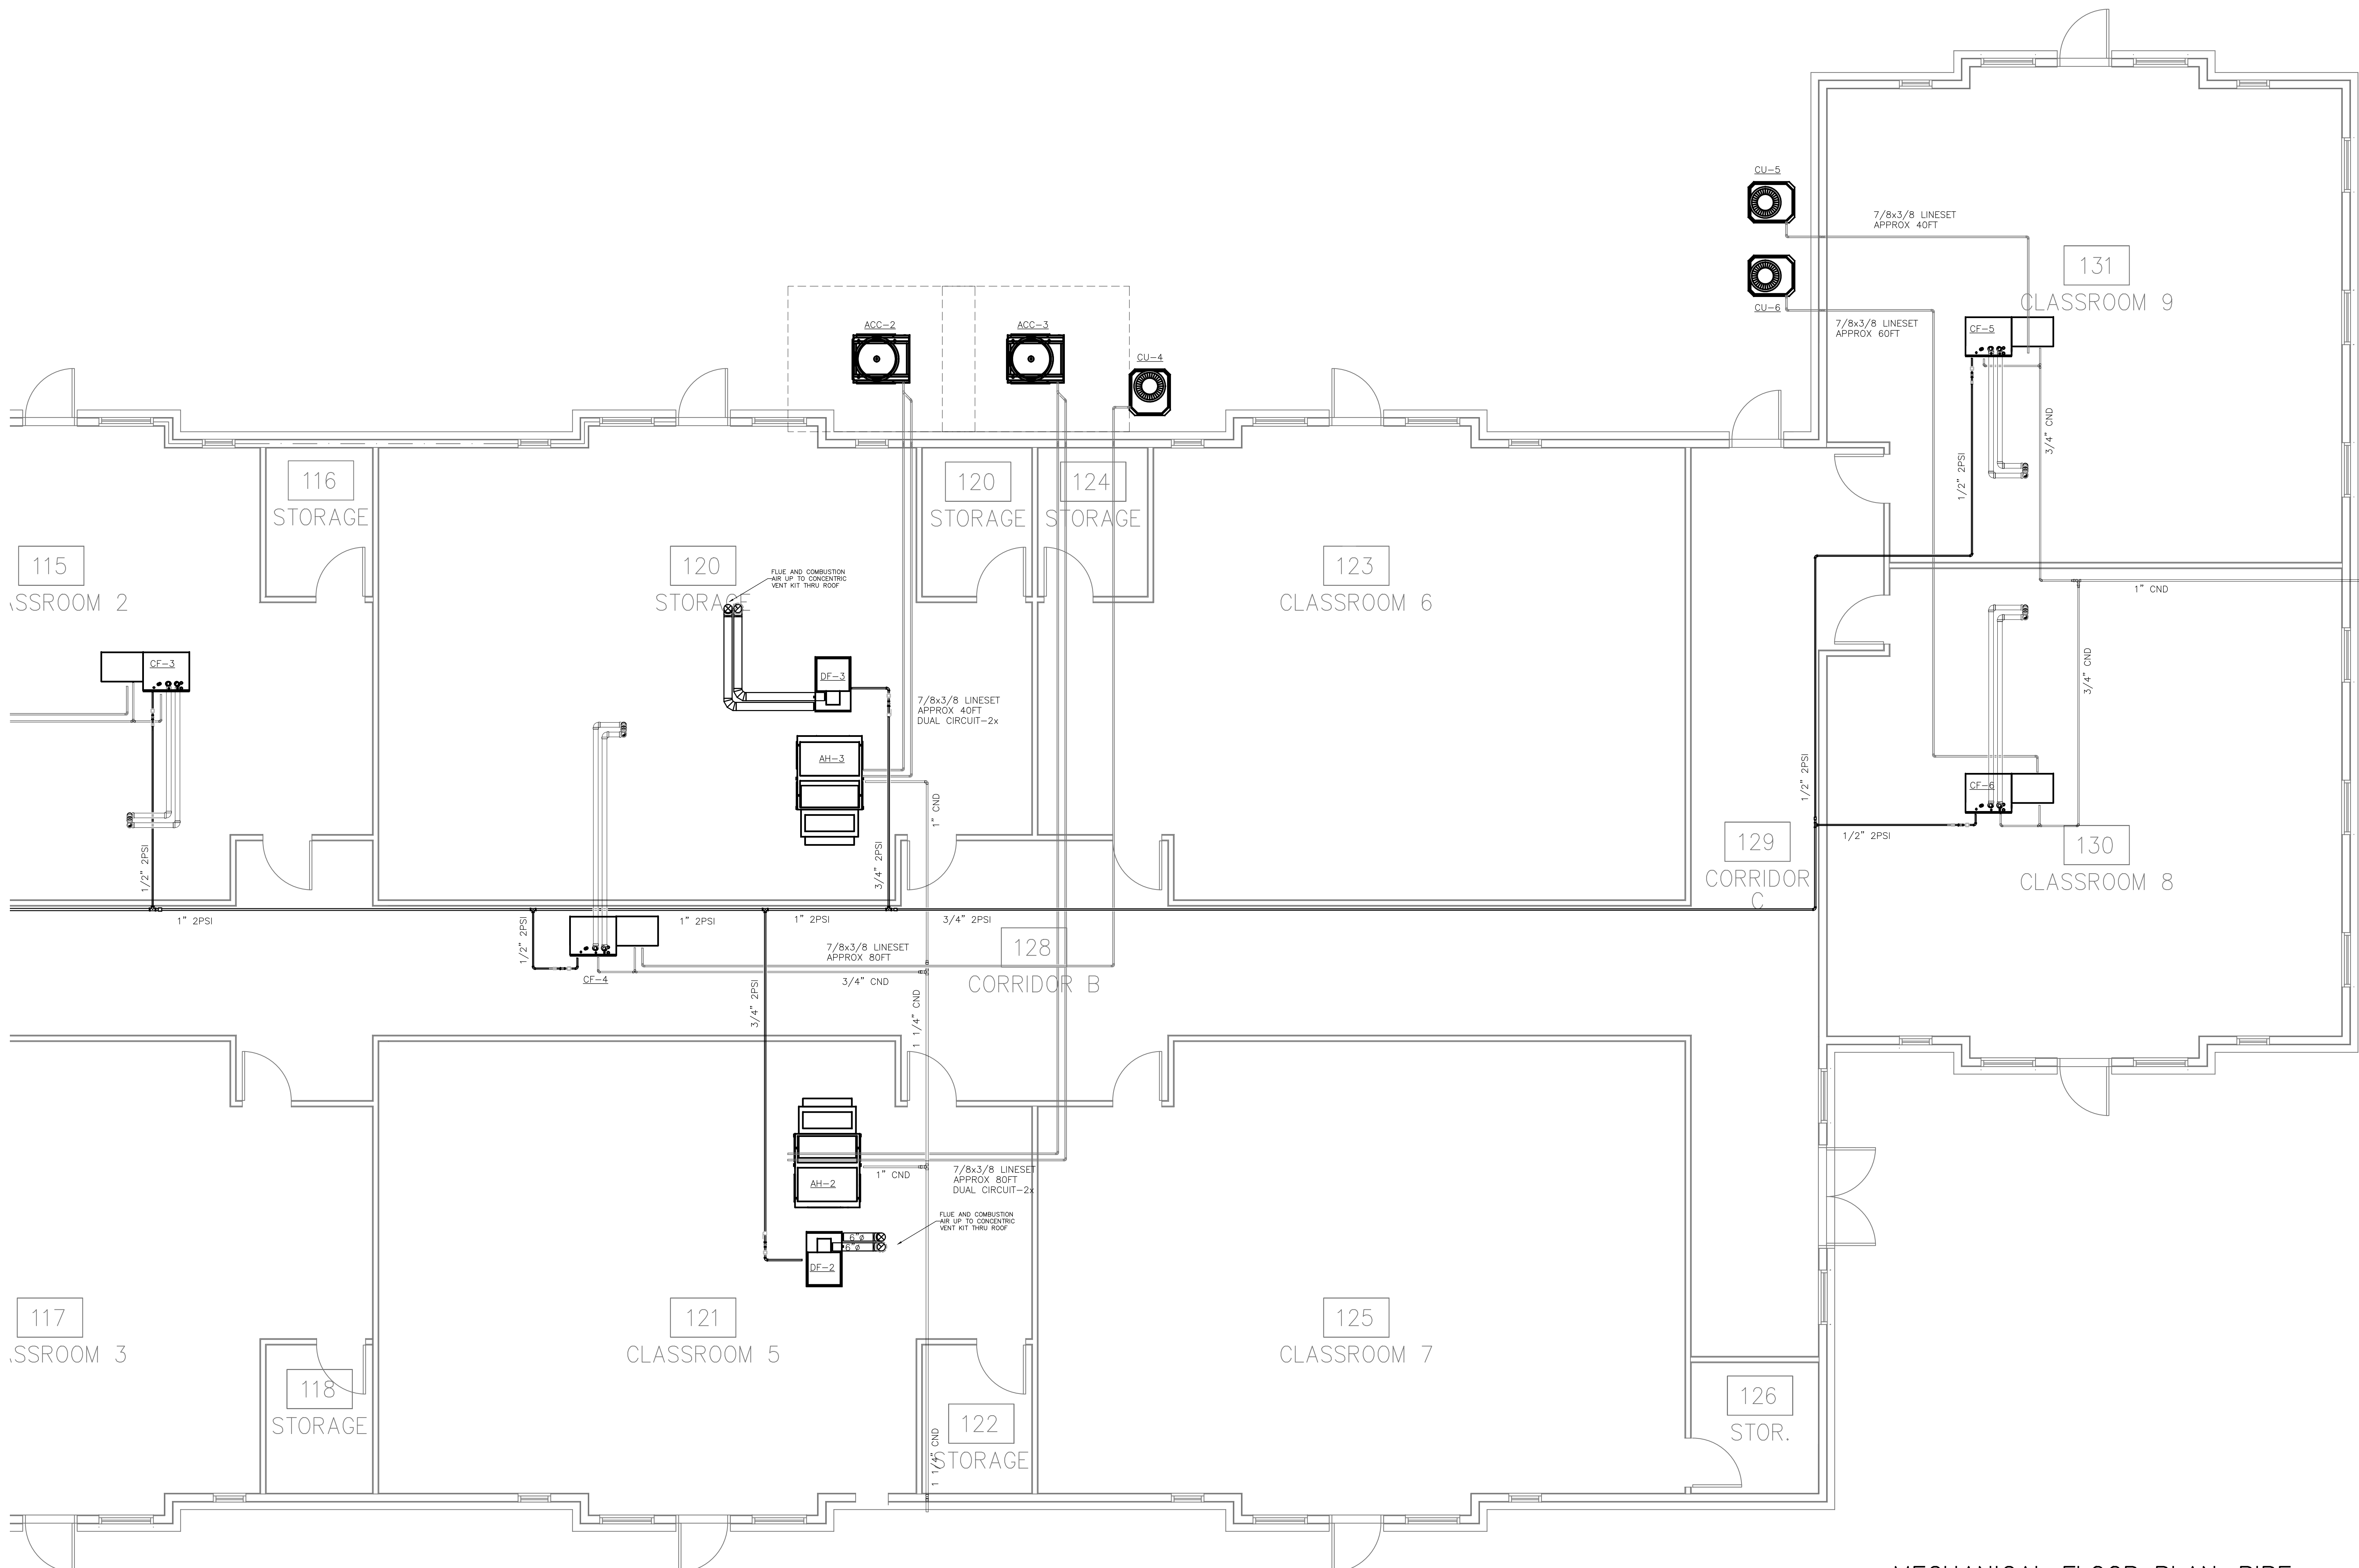 CU-5
7/8x3/8 LINESET
APPROX 40FT
131
CLASSROOM 9
CU-6
7/8x3/8 LINESET
APPROX 60FT
CF-5
ACC-2
ACC-3
CU-4
3/4" CND
1/2" 2PSI
116
STORAGE
120
STORAGE
124
STORAGE
115
ASSROOM 2
120
STORAGE
FLUE AND COMBUSTION
AIR UP TO CONCENTRIC
VENT KIT THRU ROOF
123
CLASSROOM 6
1" CND
CF-3
DF-3
3/4" CND
7/8x3/8 LINESET
APPROX 40FT
DUAL CIRCUIT-2x
AH-3
1" CND
1/2" 2PSI
CF-6
1/2" 2PSI
130
CLASSROOM 8
129
CORRIDOR
C
1/2" 2PSI
3/4" 2PSI
1" 2PSI
1/2" 2PSI
1" 2PSI
1" 2PSI
3/4" 2PSI
7/8x3/8 LINESET
APPROX 80FT
128
CORRIDOR B
CF-4
3/4" CND
3/4" 2PSI
1 1/4" CND
AH-2
1" CND
7/8x3/8 LINESET
APPROX 80FT
DUAL CIRCUIT-2x
FLUE AND COMBUSTION
AIR UP TO CONCENTRIC
VENT KIT THRU ROOF
6"ø
6"ø
DF-2
117
ASSROOM 3
121
CLASSROOM 5
125
CLASSROOM 7
118
STORAGE
122
STORAGE
1 1/4" CND
126
STOR.
MECHANICAL FLOOR PLAN PIPE